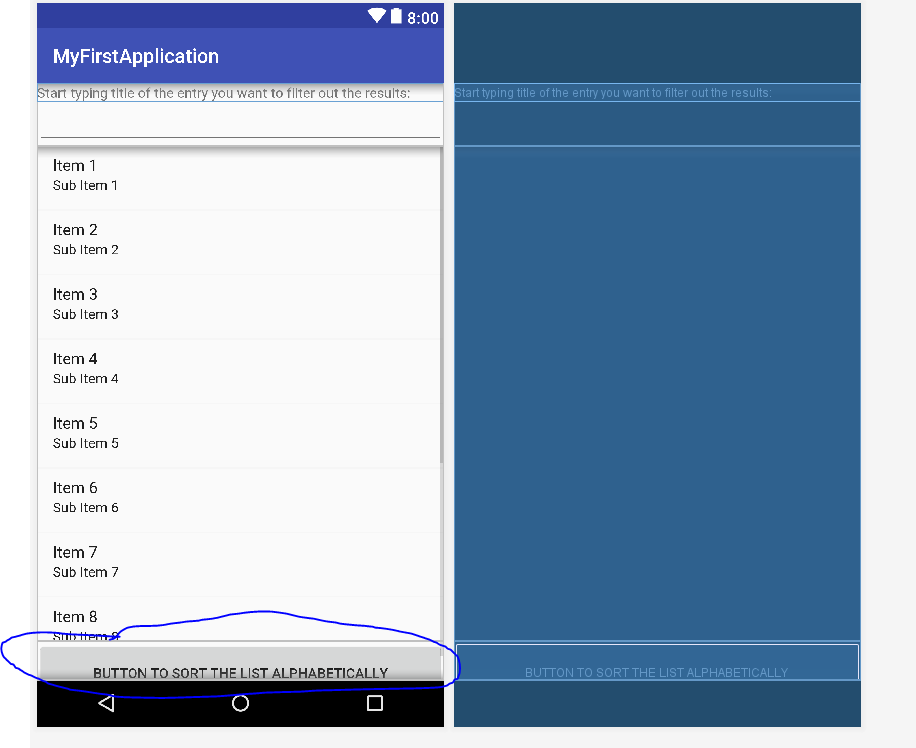 8:00
MyFirstApplication
Start typing title of the entry you want to filter out the results:
Item 1
Sub Item 1
Item 2
Sub Item 2
Item 3
Sub Item 3
Item 4
Sub Item 4
Item 5
Sub Item 5
Item 6
Sub Item 6
Item 7
Sub Item 7
Item 8
Sub Item 8
BUTTON TO SORT THE LIST ALPHABETICALLY
Start typing title of the entry you want to filter out the results:
BUTTON TO SORT THE LIST ALPHABETICALLY